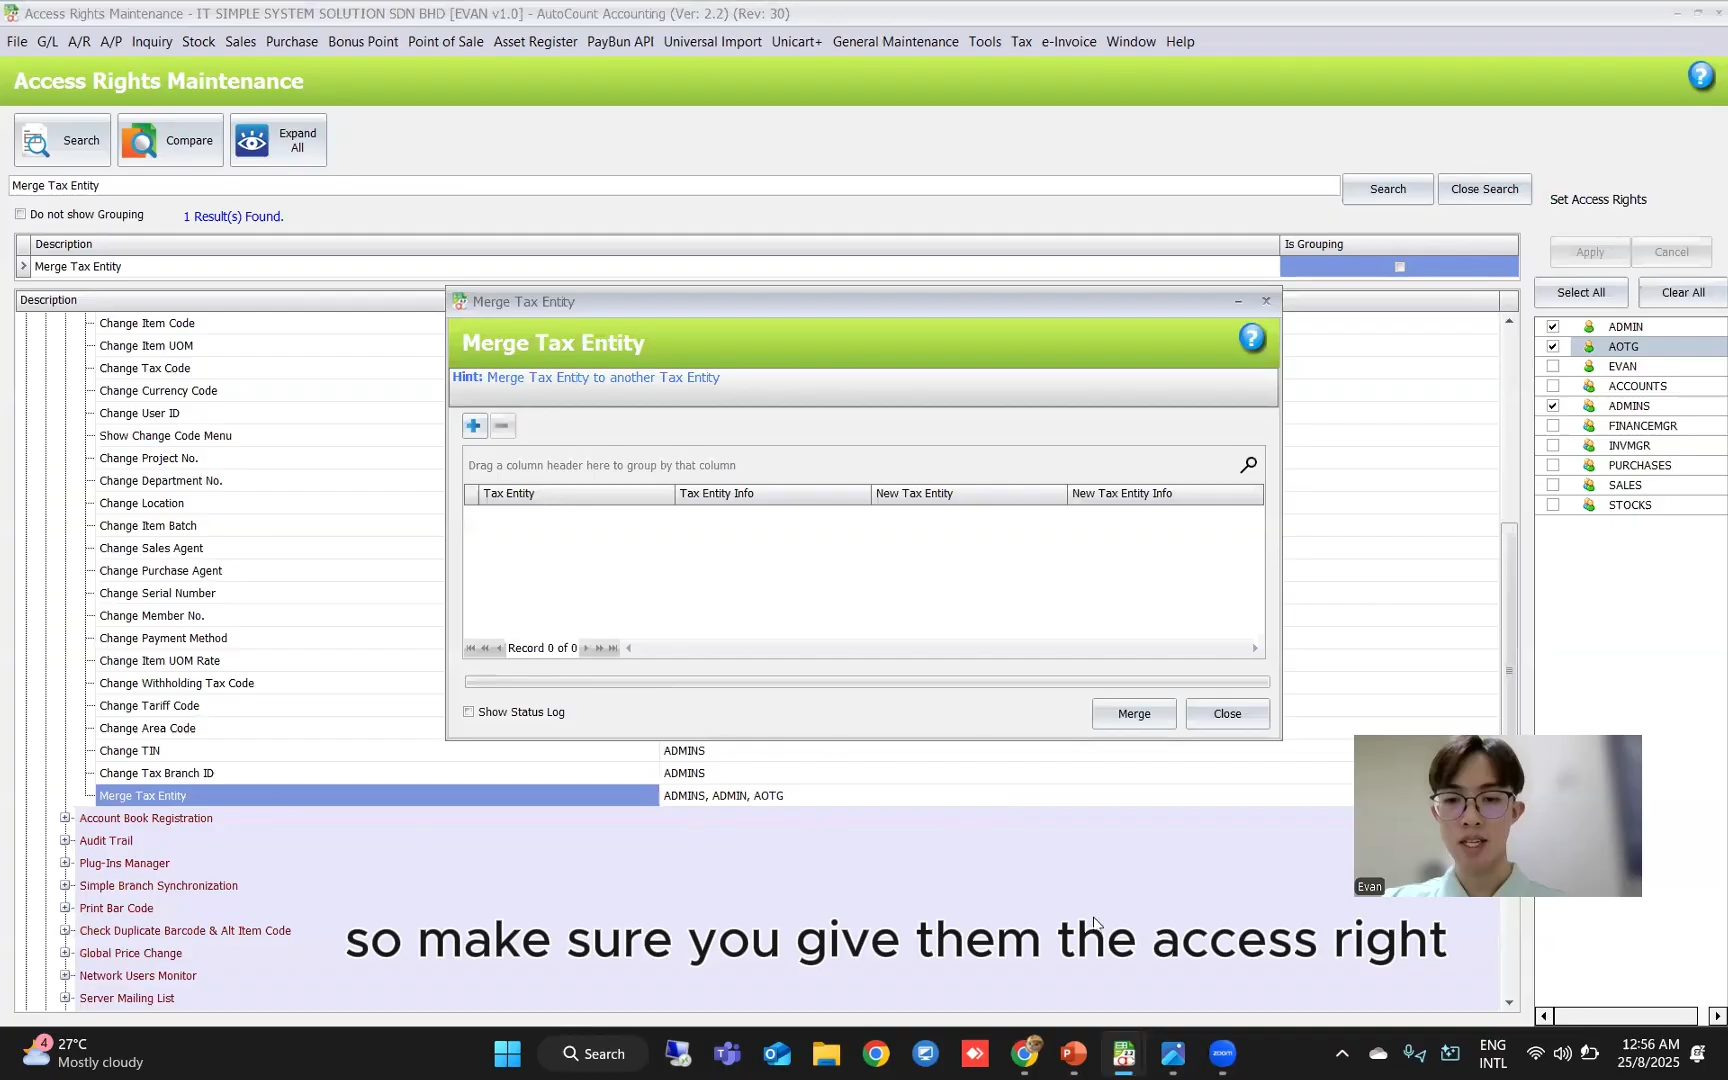 Access Rights Maintenance - IT SIMPLE SYSTEM SOLUTION SDN BHD [EVAN v1.0] - AutoCount Accounting (Ver: 2.2) (Rev: 30)
File G/L A/R A/P Inquiry Stock Sales Purchase Bonus Point Point of Sale Asset Register PayBun API Universal Import Unicart+ General Maintenance Tools Tax e-Invoice Window Help
Access Rights Maintenance
Search Compare Expand All
Merge Tax Entity Search Close Search
Set Access Rights
Do not show Grouping 1 Result(s) Found.
Description Is Grouping
Merge Tax Entity
Apply Cancel
Select All Clear All
Description
Change Item Code
Change Item UOM
Change Tax Code
Change Currency Code
Change User ID
Show Change Code Menu
Change Project No.
Change Department No.
Change Location
Change Item Batch
Change Sales Agent
Change Purchase Agent
Change Serial Number
Change Member No.
Change Payment Method
Change Item UOM Rate
Change Withholding Tax Code
Change Tariff Code
Change Area Code
Change TIN ADMINS
Change Tax Branch ID ADMINS
Merge Tax Entity ADMINS, ADMIN, AOTG
Account Book Registration
Audit Trail
Plug-Ins Manager
Simple Branch Synchronization
Print Bar Code
Check Duplicate Barcode & Alt Item Code
Global Price Change
Network Users Monitor
Server Mailing List
Merge Tax Entity
Merge Tax Entity
Hint: Merge Tax Entity to another Tax Entity
Drag a column header here to group by that column
Tax Entity Tax Entity Info New Tax Entity New Tax Entity Info
Record 0 of 0
Show Status Log Merge Close
ADMIN
AOTG
EVAN
ACCOUNTS
ADMINS
FINANCEMGR
INVMGR
PURCHASES
SALES
STOCKS
Evan
so make sure you give them the access right
4
27°C
Mostly cloudy
Search
zoom
ENG
INTL
12:56 AM
25/8/2025